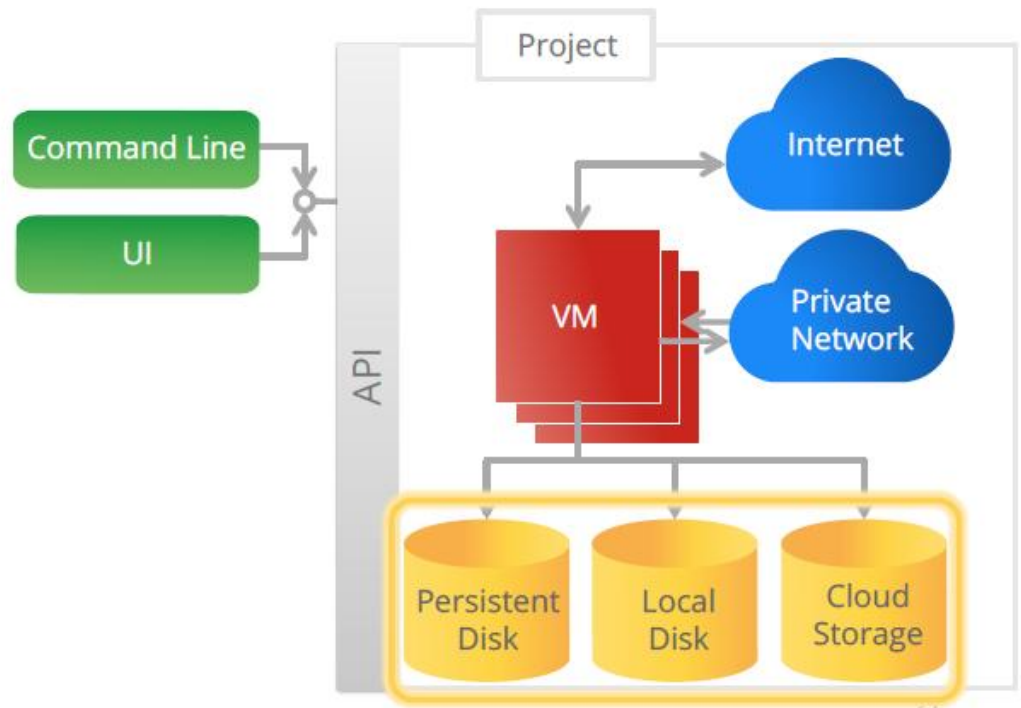 Project
Command Line
UI
API
Internet
VM
Private
Network
Persistent
Disk
Local
Disk
Cloud
Storage